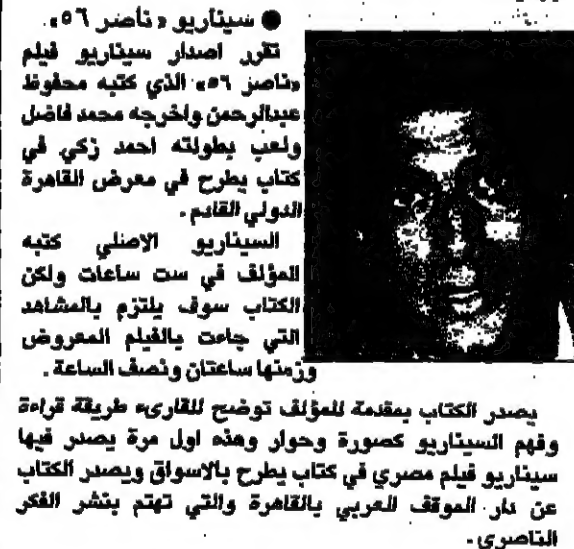 ● سيناريو «ناصر ٥٦».
تقرر اصدار سيناريو فيلم
«ناصر ٥٦» الذي كتبه محفوظ
عبدالرحمن واخرجه محمد فاضل
ولعب بطولته احمد زكي في
كتاب يطرح في معرض القاهرة
الدولي القادم.
السيناريو الاصلي كتبه
المؤلف في ست ساعات ولكن
الكتاب سوف يلتزم بالمشاهد
التي جاءت بالفيلم المعروض
وزمنها ساعتان ونصف الساعة.
يصدر الكتاب بمقدمة للمؤلف توضح للقارىء طريقة قراءة
وفهم السيناريو كصورة وحوار وهذه اول مرة يصدر فيها
سيناريو فيلم مصري في كتاب يطرح بالاسواق ويصدر الكتاب
عن دار الموقف العربي بالقاهرة والتي تهتم بنشر الفكر
الناصري.